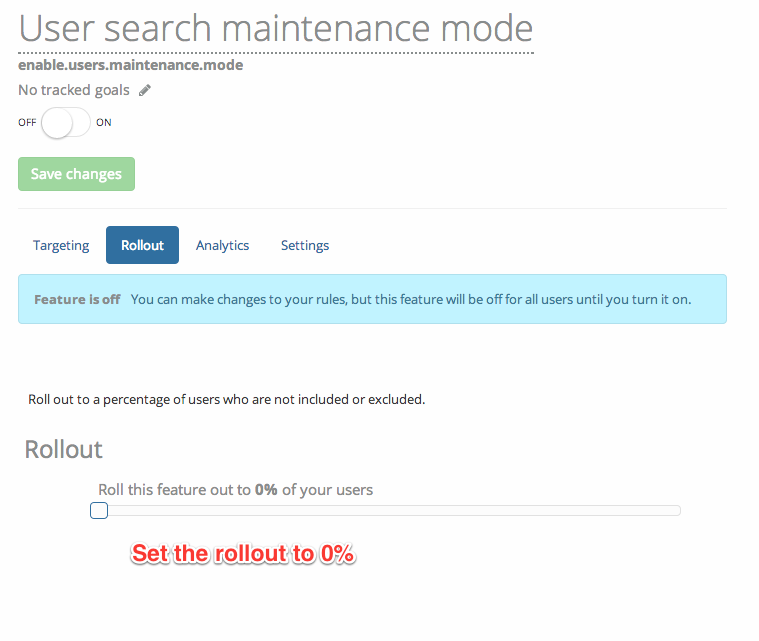 User search maintenance mode
enable.users.maintenance.mode
No tracked goals
OFF ON
Save changes
Targeting Rollout Analytics Settings
Feature is off You can make changes to your rules, but this feature will be off for all users until you turn it on.
Roll out to a percentage of users who are not included or excluded.
Rollout
Roll this feature out to 0% of your users
Set the rollout to 0%